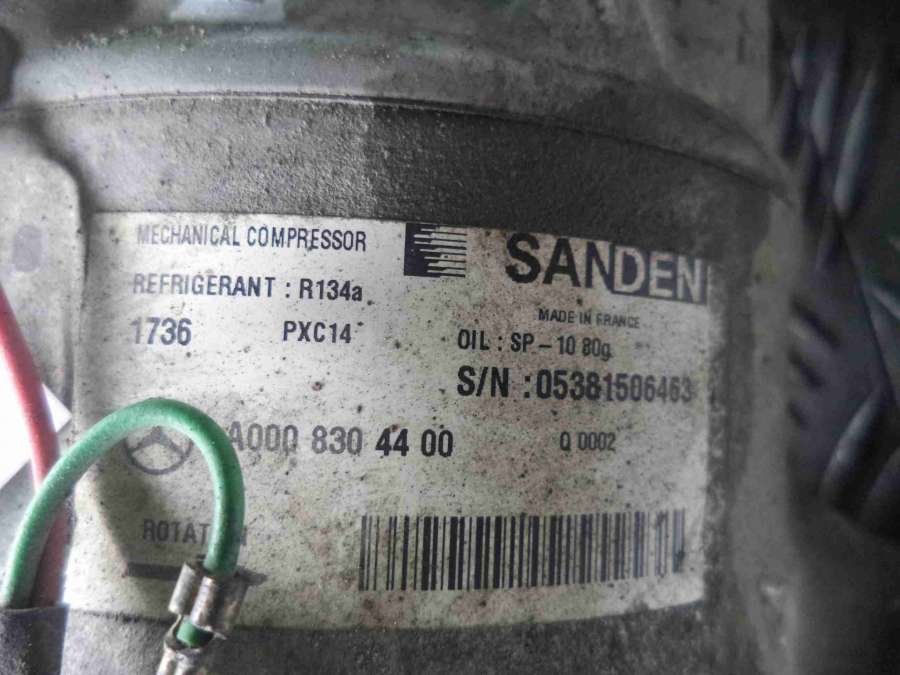 MECHANICAL COMPRESSOR
SANDEN
REFRIGERANT : R134a
MADE IN FRANCE
1736 PXC14
OIL : SP-10 80g
S/N : 05381506463
A000 830 44 00
Q 0002